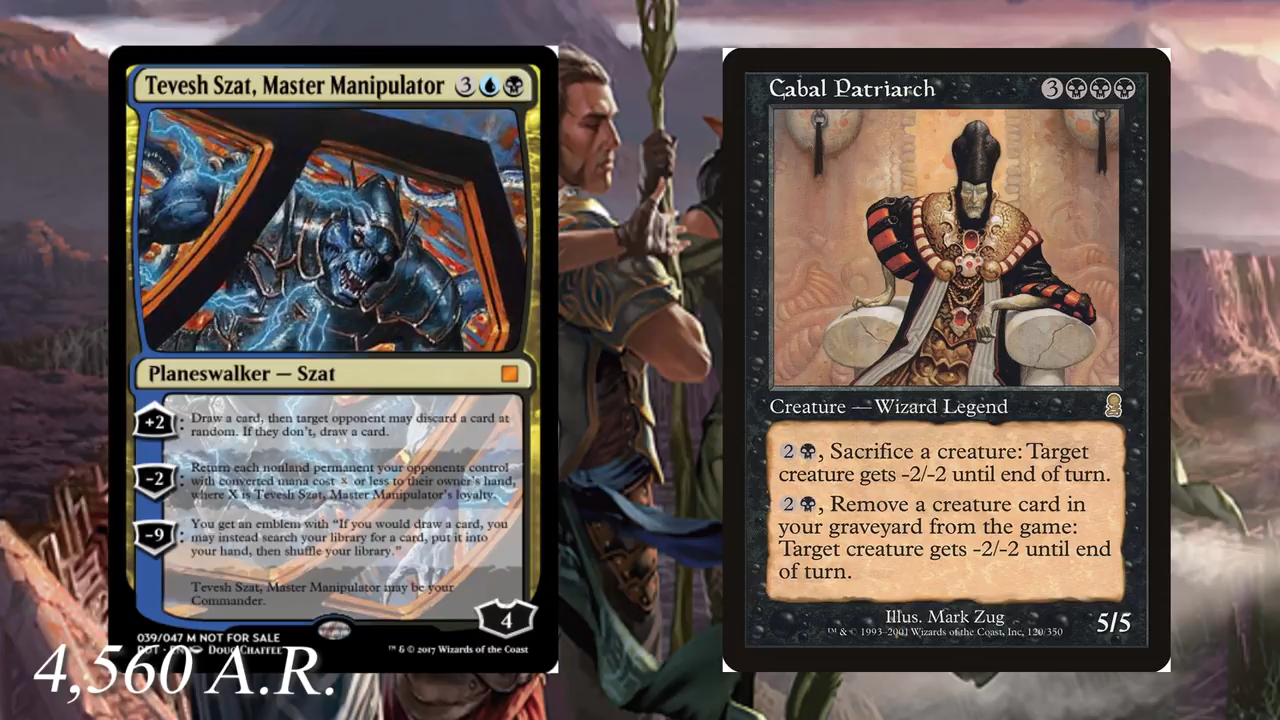 Tevesh Szat, Master Manipulator 3
Planeswalker — Szat
+2: Draw a card, then target opponent may discard a card at
random. If they don't, draw a card.
-2: Return each nonland permanent your opponents control
with converted mana cost x or less to their owner's hand,
where X is Tevesh Szat, Master Manipulator's loyalty.
-9: You get an emblem with "If you would draw a card, you
may instead search your library for a card, put it into
your hand, then shuffle your library."
Tevesh Szat, Master Manipulator may be your
Commander.
4
039/047 M NOT FOR SALE
EN Doug Chaffee
™ & © 2017 Wizards of the Coast
4,560 A.R.
Cabal Patriarch 3
Creature — Wizard Legend
2, Sacrifice a creature: Target
creature gets -2/-2 until end of turn.
2, Remove a creature card in
your graveyard from the game:
Target creature gets -2/-2 until end
of turn.
Illus. Mark Zug
™ & © 1993-2001 Wizards of the Coast, Inc. 120/350
5/5